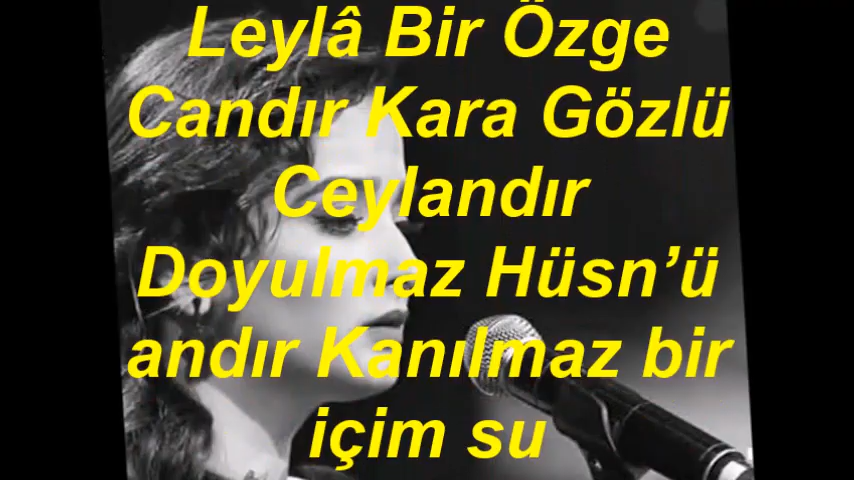 Leylâ Bir Özge
Candır Kara Gözlü
Ceylandır
Doyulmaz Hüsn’ü
andır Kanılmaz bir
içim su